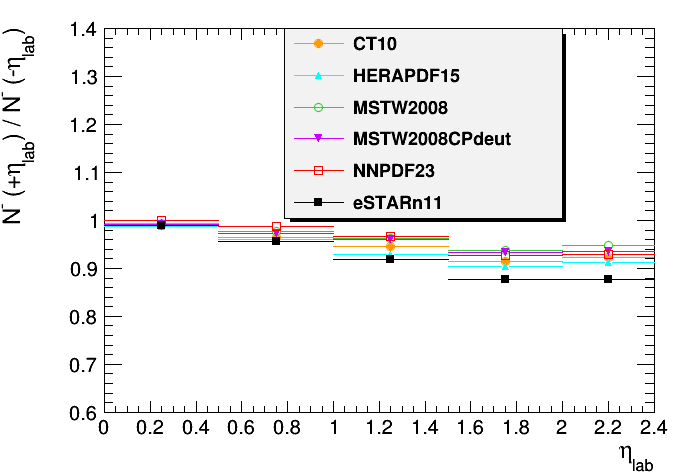 N⁻ (+η_lab) / N⁻ (-η_lab)
1.4
1.3
1.2
1.1
1
0.9
0.8
0.7
0.6
CT10
HERAPDF15
MSTW2008
MSTW2008CPdeut
NNPDF23
eSTARn11
0 0.2 0.4 0.6 0.8 1 1.2 1.4 1.6 1.8 2 2.2 2.4
η_lab